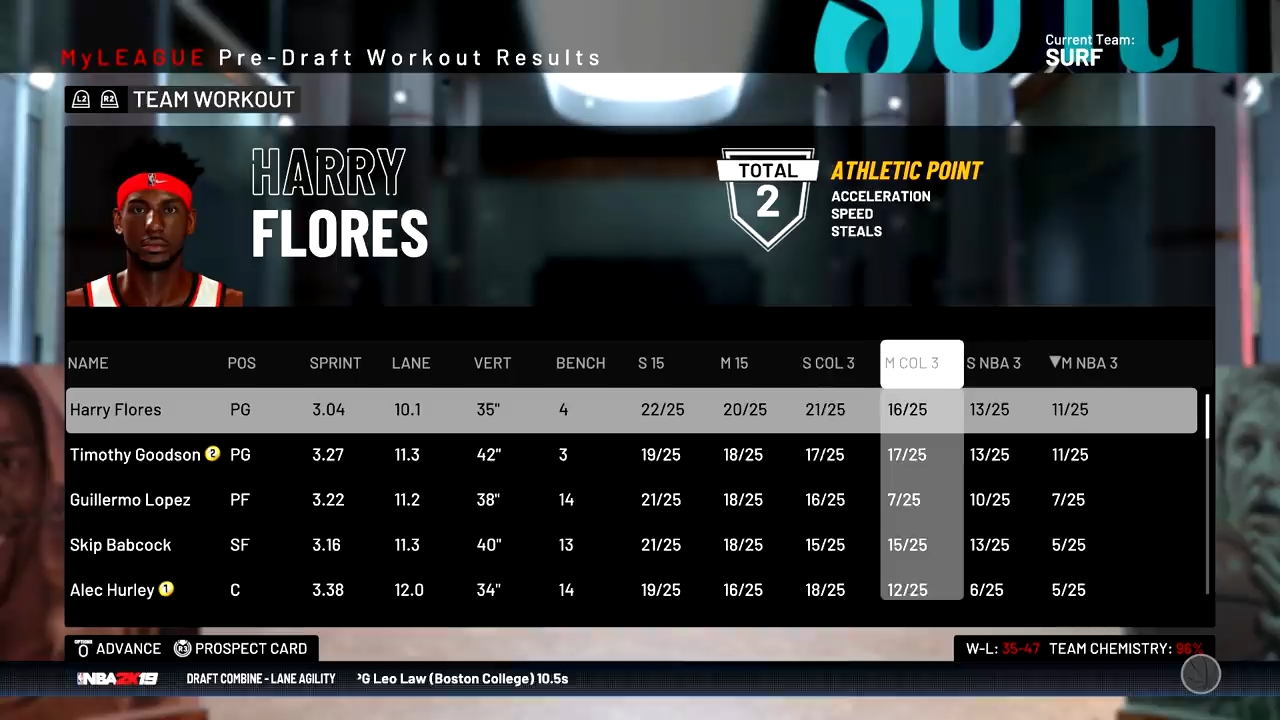 MyLEAGUE Pre-Draft Workout Results
Current Team:
SURF
L2 R2 TEAM WORKOUT
HARRY
FLORES
TOTAL
2
ATHLETIC POINT
ACCELERATION
SPEED
STEALS
NAME POS SPRINT LANE VERT BENCH S 15 M 15 S COL 3 M COL 3 S NBA 3 ▼M NBA 3
Harry Flores PG 3.04 10.1 35" 4 22/25 20/25 21/25 16/25 13/25 11/25
Timothy Goodson 2 PG 3.27 11.3 42" 3 19/25 18/25 17/25 17/25 13/25 11/25
Guillermo Lopez PF 3.22 11.2 38" 14 21/25 18/25 16/25 7/25 10/25 7/25
Skip Babcock SF 3.16 11.3 40" 13 21/25 18/25 15/25 15/25 13/25 5/25
Alec Hurley 1 C 3.38 12.0 34" 14 19/25 16/25 18/25 12/25 6/25 5/25
OPTIONS ADVANCE R3 PROSPECT CARD
W-L: 35-47 TEAM CHEMISTRY: 96%
NBA2K19 DRAFT COMBINE - LANE AGILITY PG Leo Law (Boston College) 10.5s